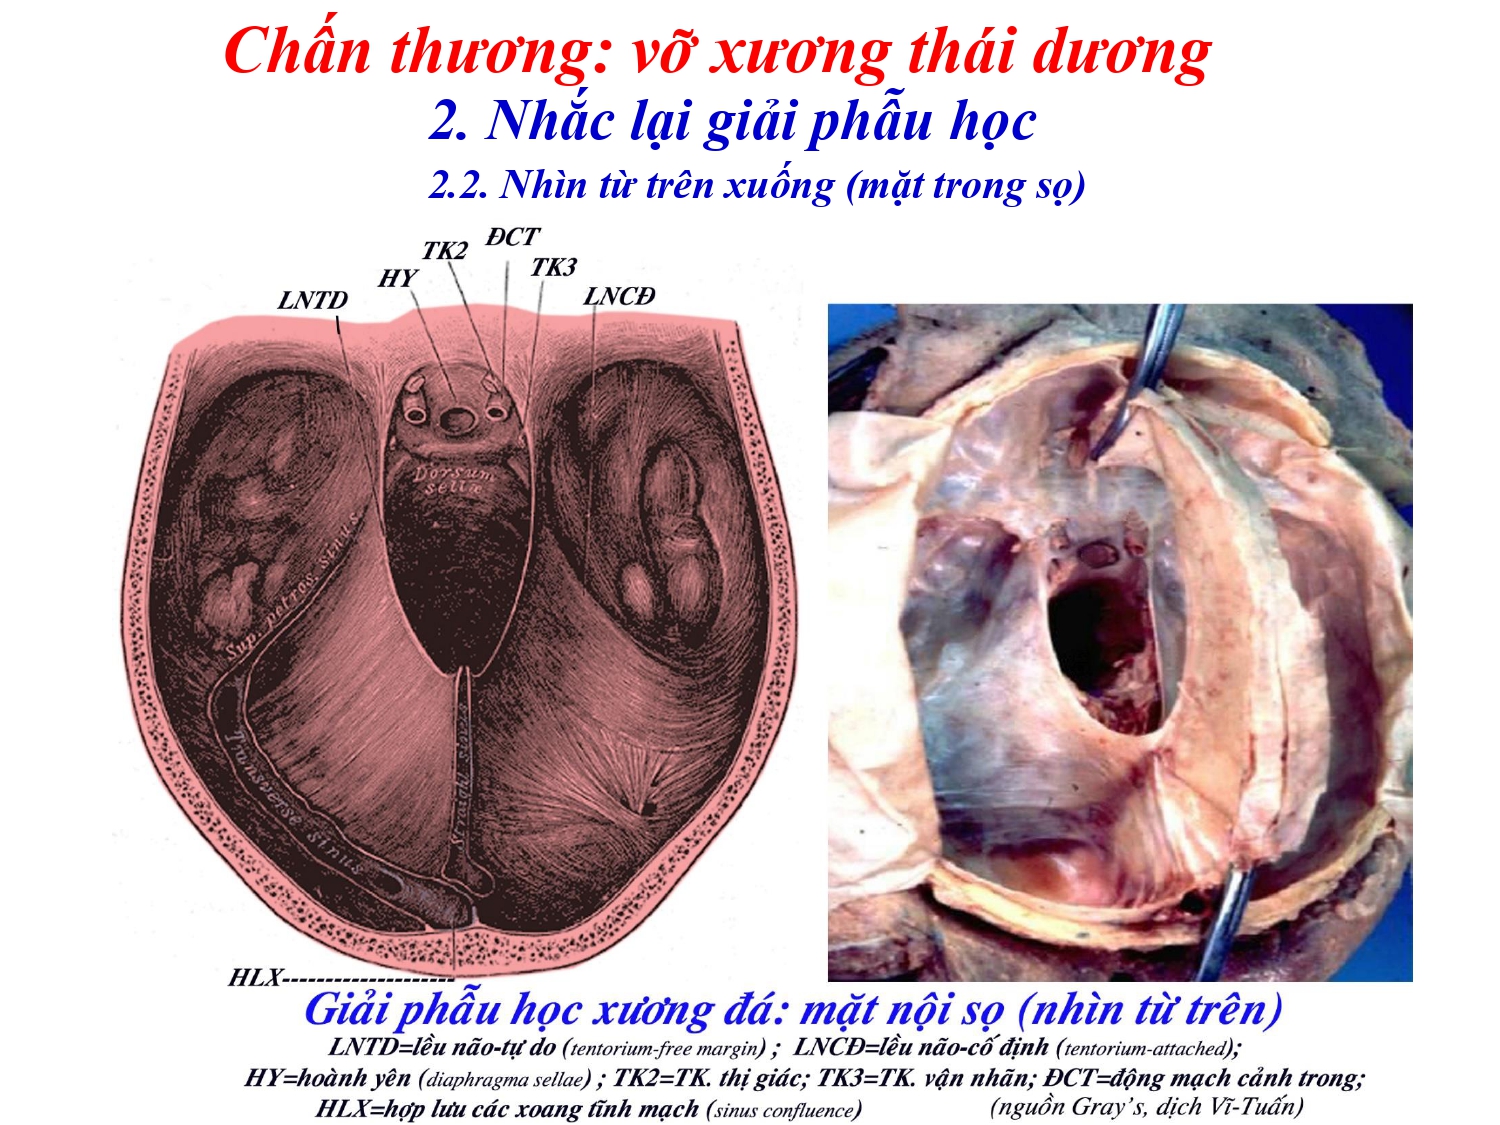 Chấn thương: vỡ xương thái dương
2. Nhắc lại giải phẫu học
2.2. Nhìn từ trên xuống (mặt trong sọ)
ĐCT
TK2
TK3
HY
LNCĐ
LNTD
Dorsum
sellæ
Sup. petros. sinus
Straight sinus
Transverse sinus
HLX--------------------
Giải phẫu học xương đá: mặt nội sọ (nhìn từ trên)
LNTD=lều não-tự do (tentorium-free margin) ; LNCĐ=lều não-cố định (tentorium-attached);
HY=hoành yên (diaphragma sellae) ; TK2=TK. thị giác; TK3=TK. vận nhãn; ĐCT=động mạch cảnh trong;
HLX=hợp lưu các xoang tĩnh mạch (sinus confluence) (nguồn Gray's, dịch Vĩ-Tuấn)